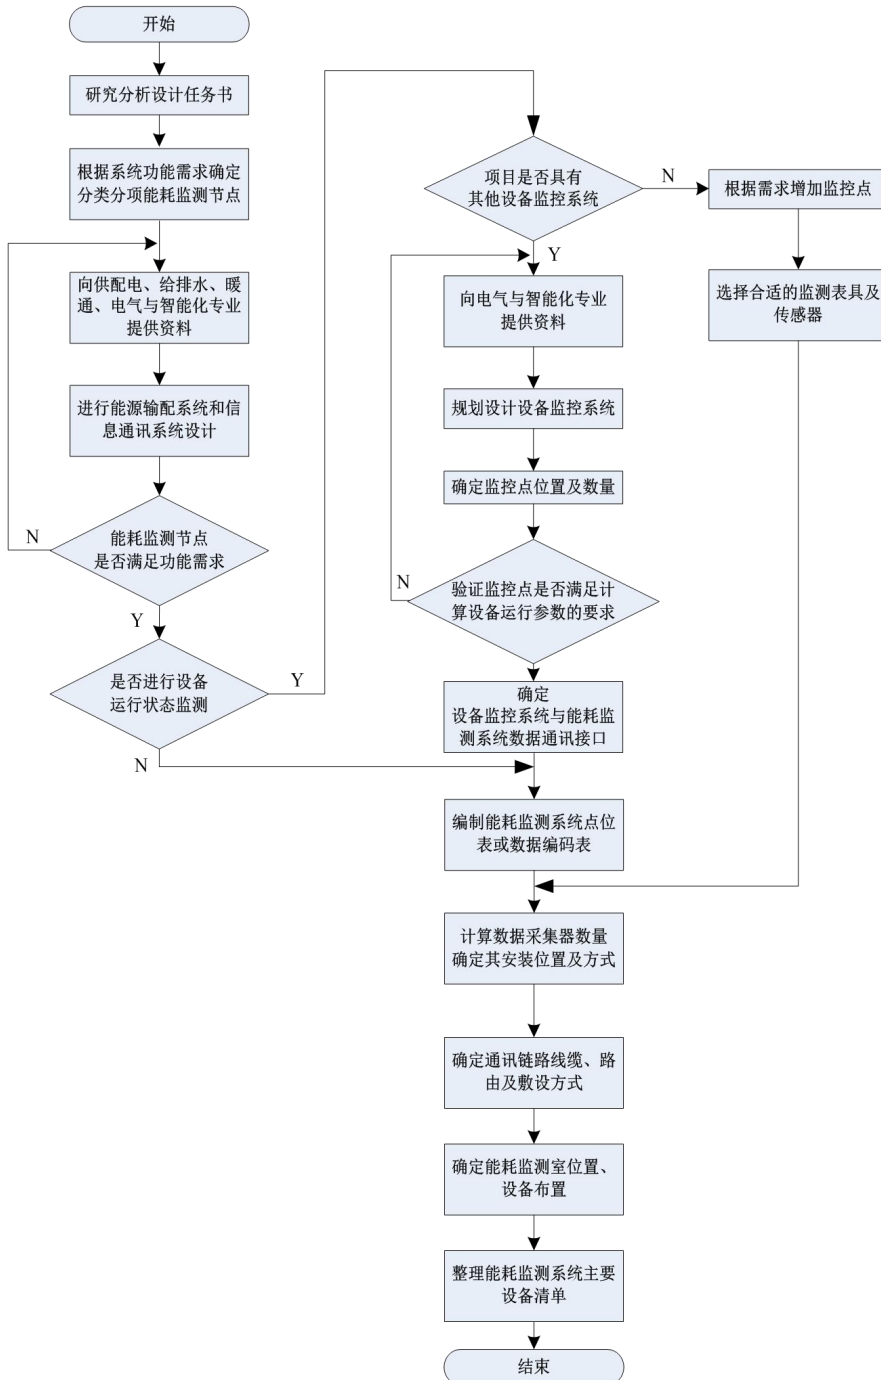 开始
研究分析设计任务书
根据系统功能需求确定
分类分项能耗监测节点
向供配电、给排水、暖
通、电气与智能化专业
提供资料
进行能源输配系统和信
息通讯系统设计
N
能耗监测节点
是否满足功能需求
Y
是否进行设备
运行状态监测
Y
N
项目是否具有
其他设备监控系统
N
根据需求增加监控点
选择合适的监测表具及
传感器
Y
向电气与智能化专业
提供资料
规划设计设备监控系统
确定监控点位置及数量
N
验证监控点是否满足计
算设备运行参数的要求
确定
设备监控系统与能耗监
测系统数据通讯接口
编制能耗监测系统点位
表或数据编码表
计算数据采集器数量
确定其安装位置及方式
确定通讯链路线缆、路
由及敷设方式
确定能耗监测室位置、
设备布置
整理能耗监测系统主要
设备清单
结束